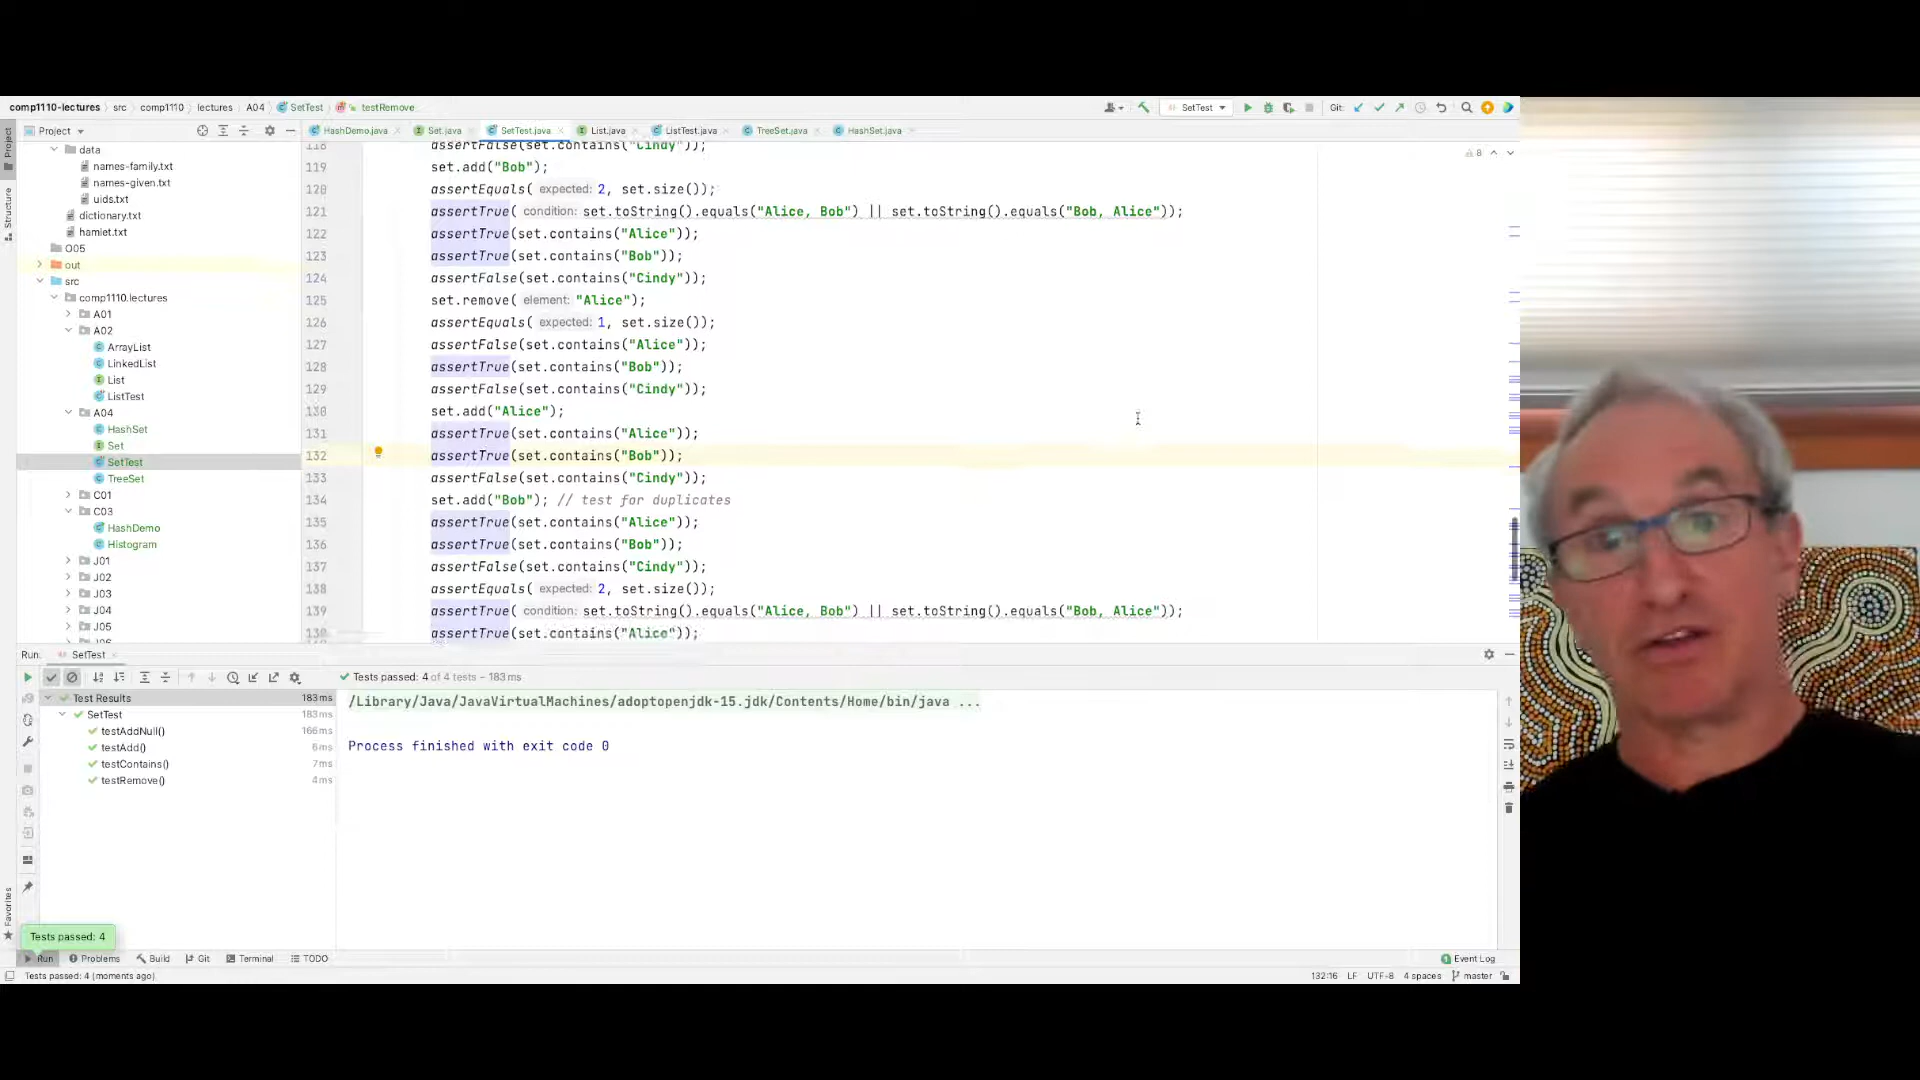 comp1110-lectures src comp1110 lectures A04 SetTest testRemove
SetTest Git:
Project
HashDemo.java Set.java SetTest.java List.java ListTest.java TreeSet.java HashSet.java
Project
Structure
Favorites
data
names-family.txt
names-given.txt
uids.txt
dictionary.txt
hamlet.txt
O05
out
src
comp1110.lectures
A01
A02
ArrayList
LinkedList
List
ListTest
A04
HashSet
Set
SetTest
TreeSet
C01
C03
HashDemo
Histogram
J01
J02
J03
J04
J05
J06
8
118 assertFalse(set.contains("Cindy"));
119 set.add("Bob");
120 assertEquals( expected: 2, set.size());
121 assertTrue( condition: set.toString().equals("Alice, Bob") || set.toString().equals("Bob, Alice"));
122 assertTrue(set.contains("Alice"));
123 assertTrue(set.contains("Bob"));
124 assertFalse(set.contains("Cindy"));
125 set.remove( element: "Alice");
126 assertEquals( expected: 1, set.size());
127 assertFalse(set.contains("Alice"));
128 assertTrue(set.contains("Bob"));
129 assertFalse(set.contains("Cindy"));
130 set.add("Alice");
131 assertTrue(set.contains("Alice"));
132 assertTrue(set.contains("Bob"));
133 assertFalse(set.contains("Cindy"));
134 set.add("Bob"); // test for duplicates
135 assertTrue(set.contains("Alice"));
136 assertTrue(set.contains("Bob"));
137 assertFalse(set.contains("Cindy"));
138 assertEquals( expected: 2, set.size());
139 assertTrue( condition: set.toString().equals("Alice, Bob") || set.toString().equals("Bob, Alice"));
assertTrue(set.contains("Alice"));
Run: SetTest
Tests passed: 4 of 4 tests – 183 ms
Test Results 183 ms
SetTest 183 ms
testAddNull() 166 ms
testAdd() 6 ms
testContains() 7 ms
testRemove() 4 ms
/Library/Java/JavaVirtualMachines/adoptopenjdk-15.jdk/Contents/Home/bin/java ...
Process finished with exit code 0
Tests passed: 4
Run Problems Build Git Terminal TODO Event Log
Tests passed: 4 (moments ago) 132:16 LF UTF-8 4 spaces master